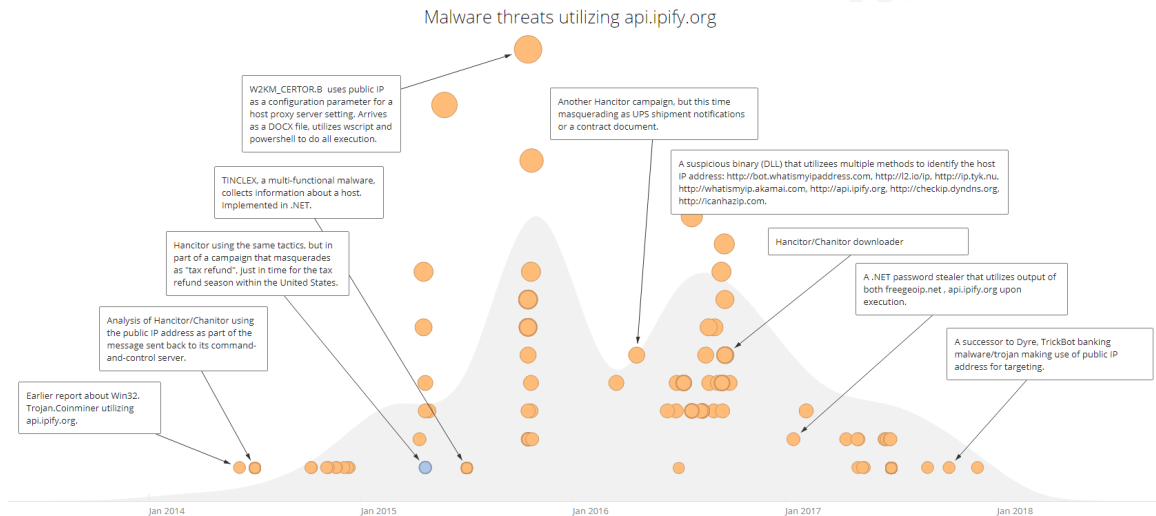 Malware threats utilizing api.ipify.org
W2KM_CERTOR.B uses public IP
as a configuration parameter for a
host proxy server setting. Arrives
as a DOCX file, utilizes wscript and
powershell to do all execution.
Another Hancitor campaign, but this time
masquerading as UPS shipment notifications
or a contract document.
A suspicious binary (DLL) that utilizees multiple methods to identify the host
IP address: http://bot.whatismyipaddress.com, http://l2.io/ip, http://ip.tyk.nu,
http://whatismyip.akamai.com, http://api.ipify.org, http://checkip.dyndns.org,
http://icanhazip.com.
TINCLEX, a multi-functional malware,
collects information about a host.
Implemented in .NET.
Hancitor using the same tactics, but in
part of a campaign that masquerades
as "tax refund", just in time for the tax
refund season within the United States.
Hancitor/Chanitor downloader
A .NET password stealer that utilizes output of
both freegeoip.net , api.ipify.org upon
execution.
Analysis of Hancitor/Chanitor using
the public IP address as part of the
message sent back to its command-
and-control server.
A successor to Dyre, TrickBot banking
malware/trojan making use of public IP
address for targeting.
Earlier report about Win32.
Trojan.Coinminer utilizing
api.ipify.org.
Jan 2014
Jan 2015
Jan 2016
Jan 2017
Jan 2018